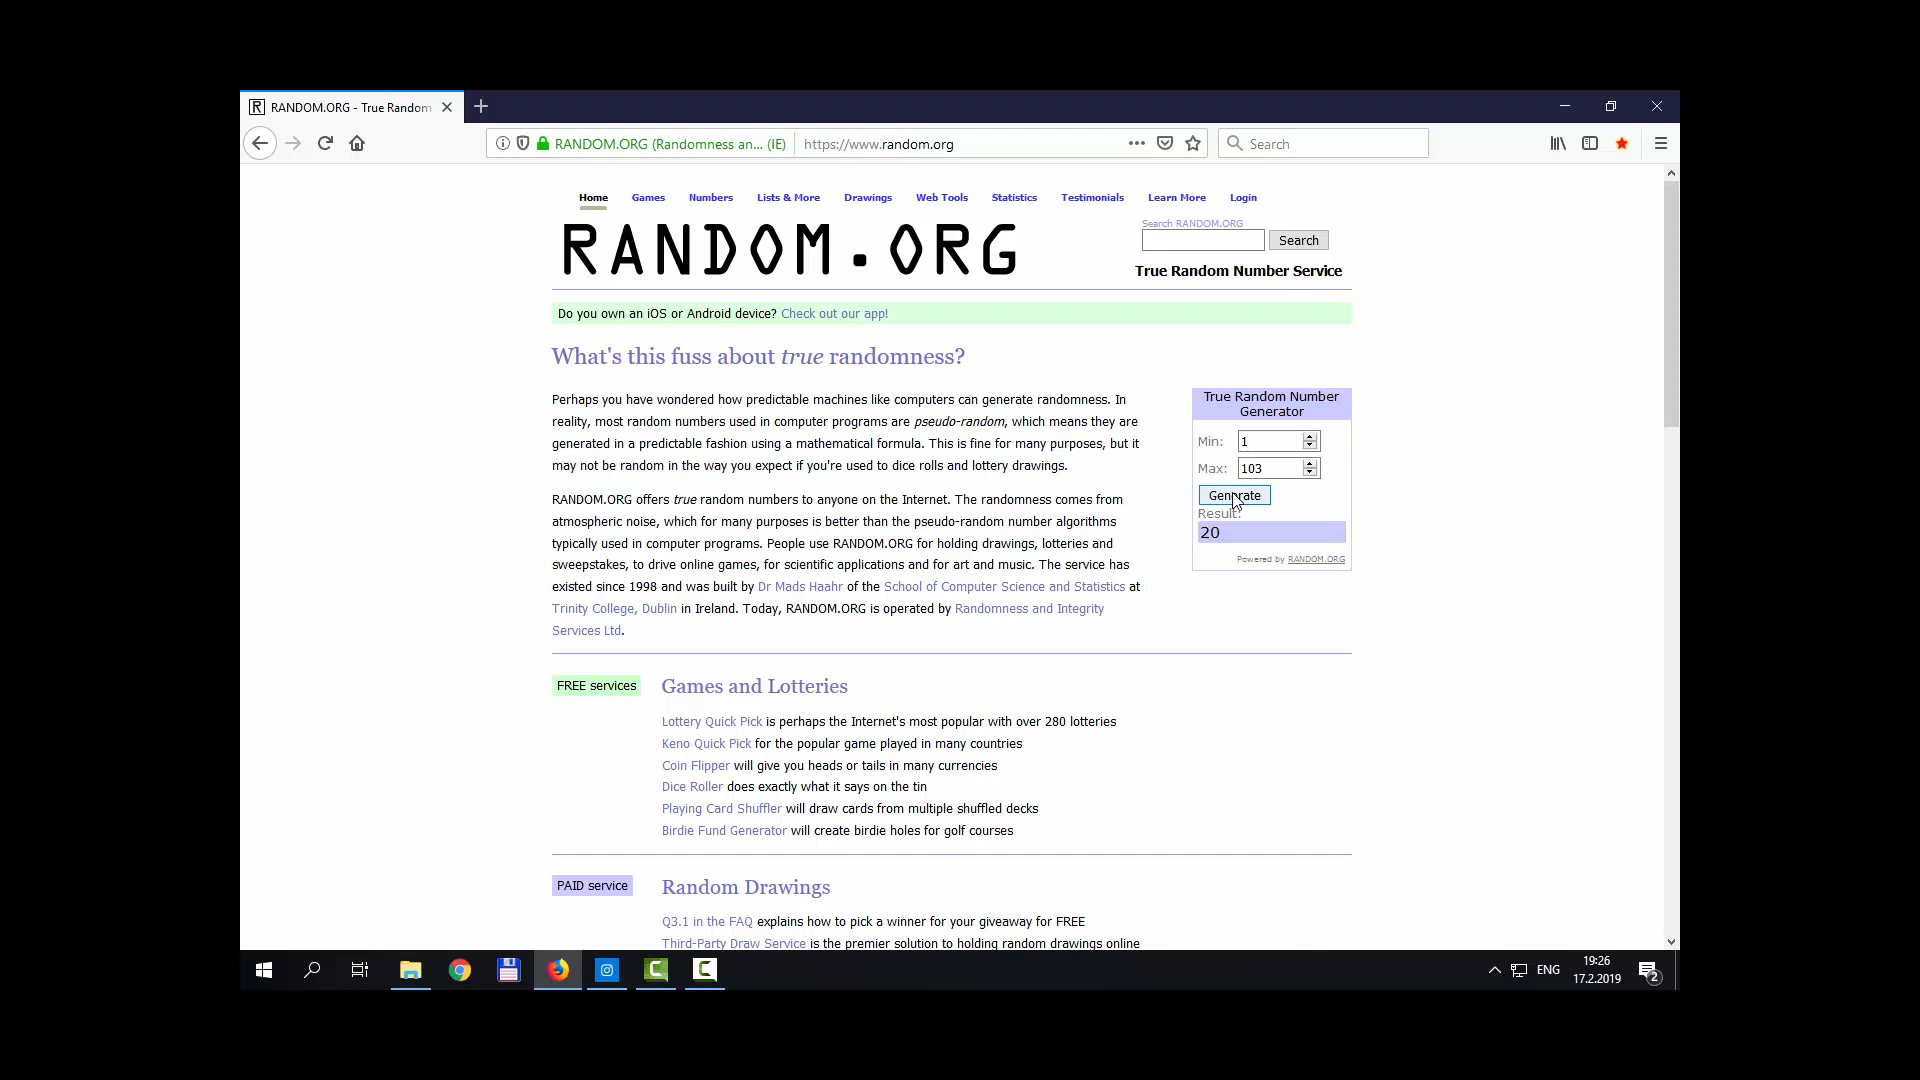 RANDOM.ORG - True Random
RANDOM.ORG (Randomness an... (IE)
https://www.random.org
Search
Home Games Numbers Lists & More Drawings Web Tools Statistics Testimonials Learn More Login
RANDOM.ORG
Search RANDOM.ORG
Search
True Random Number Service
Do you own an iOS or Android device? Check out our app!
What's this fuss about true randomness?
Perhaps you have wondered how predictable machines like computers can generate randomness. In
reality, most random numbers used in computer programs are pseudo-random, which means they are
generated in a predictable fashion using a mathematical formula. This is fine for many purposes, but it
may not be random in the way you expect if you're used to dice rolls and lottery drawings.
RANDOM.ORG offers true random numbers to anyone on the Internet. The randomness comes from
atmospheric noise, which for many purposes is better than the pseudo-random number algorithms
typically used in computer programs. People use RANDOM.ORG for holding drawings, lotteries and
sweepstakes, to drive online games, for scientific applications and for art and music. The service has
existed since 1998 and was built by Dr Mads Haahr of the School of Computer Science and Statistics at
Trinity College, Dublin in Ireland. Today, RANDOM.ORG is operated by Randomness and Integrity
Services Ltd.
True Random Number
Generator
Min: 1
Max: 103
Generate
Result:
20
Powered by RANDOM.ORG
FREE services
Games and Lotteries
Lottery Quick Pick is perhaps the Internet's most popular with over 280 lotteries
Keno Quick Pick for the popular game played in many countries
Coin Flipper will give you heads or tails in many currencies
Dice Roller does exactly what it says on the tin
Playing Card Shuffler will draw cards from multiple shuffled decks
Birdie Fund Generator will create birdie holes for golf courses
PAID service
Random Drawings
Q3.1 in the FAQ explains how to pick a winner for your giveaway for FREE
Third-Party Draw Service is the premier solution to holding random drawings online
ENG
19:26
17.2.2019
2